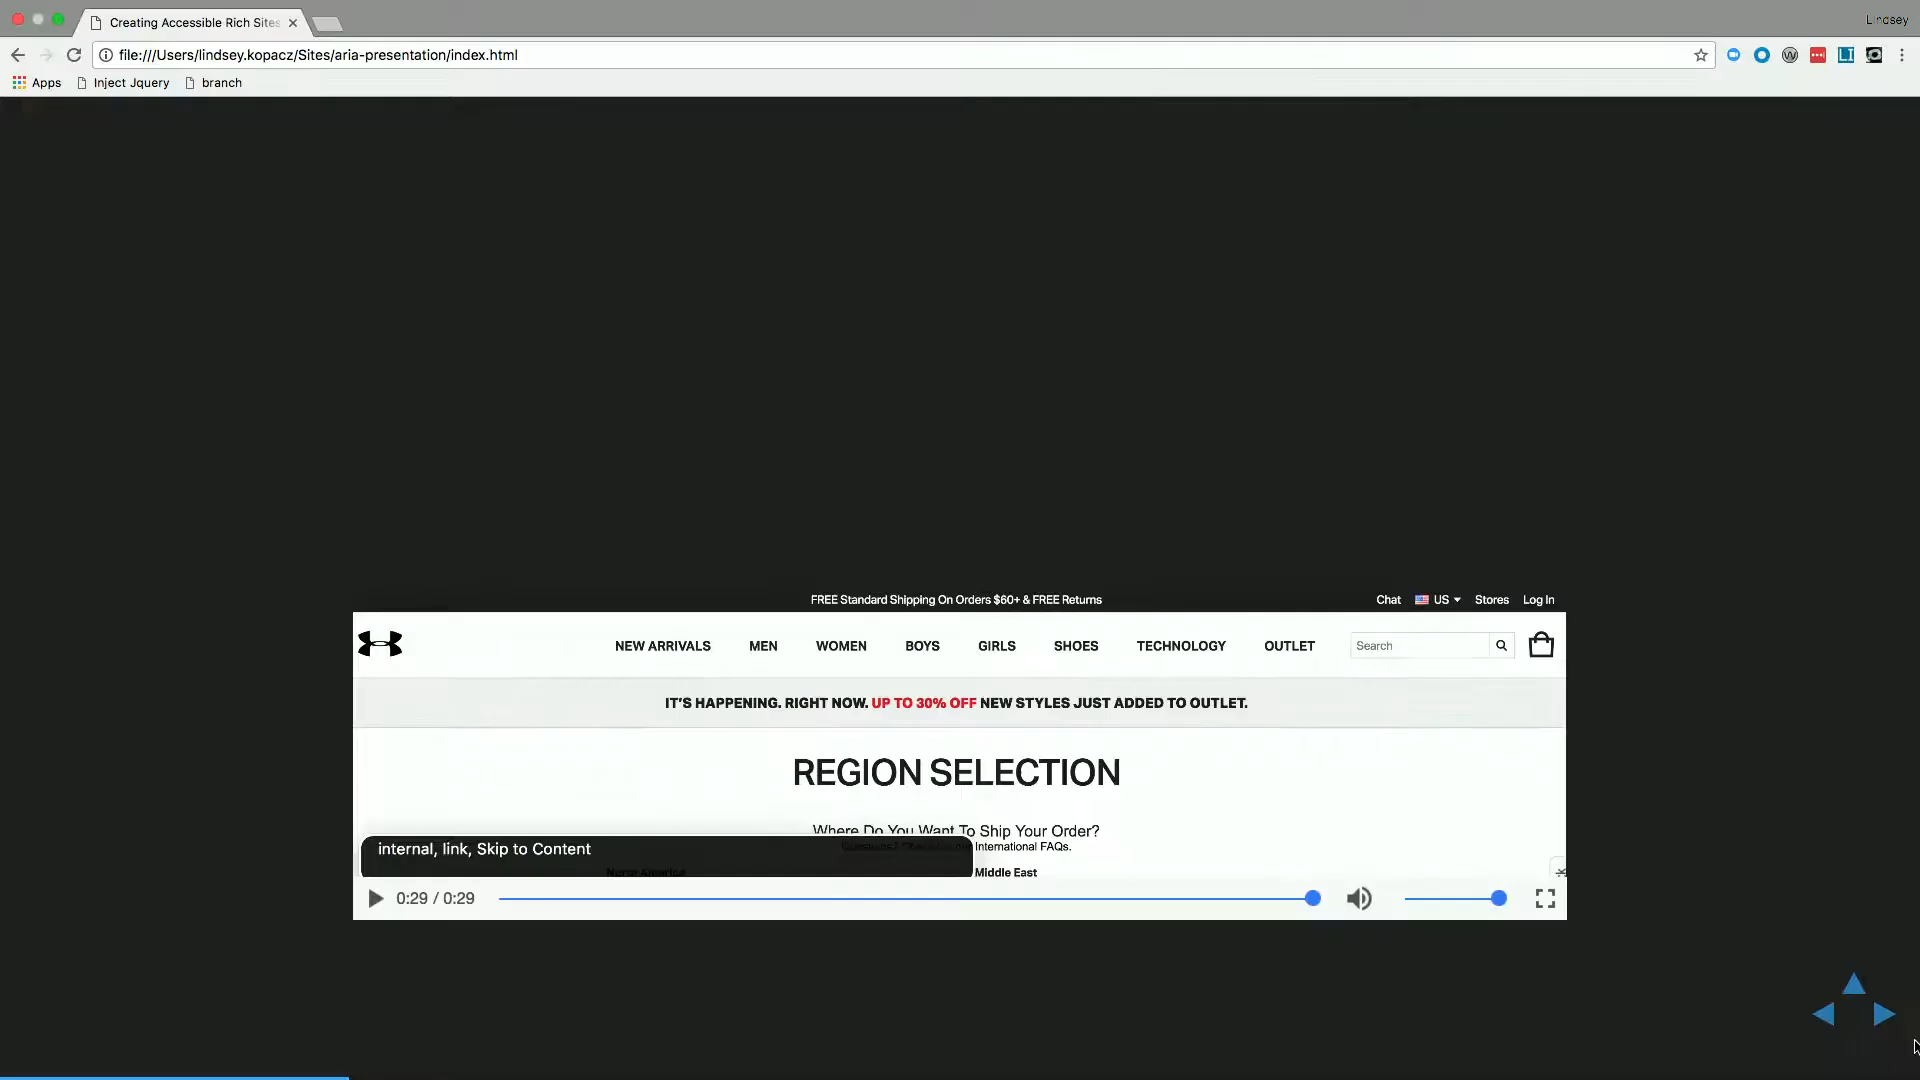 Lindsey
Creating Accessible Rich Sites
file:///Users/lindsey.kopacz/Sites/aria-presentation/index.html
Apps Inject Jquery branch
FREE Standard Shipping On Orders $60+ & FREE Returns Chat US Stores Log In
NEW ARRIVALS MEN WOMEN BOYS GIRLS SHOES TECHNOLOGY OUTLET Search
IT'S HAPPENING. RIGHT NOW. UP TO 30% OFF NEW STYLES JUST ADDED TO OUTLET.
REGION SELECTION
Where Do You Want To Ship Your Order?
International FAQs.
internal, link, Skip to Content
North America Middle East
0:29 / 0:29